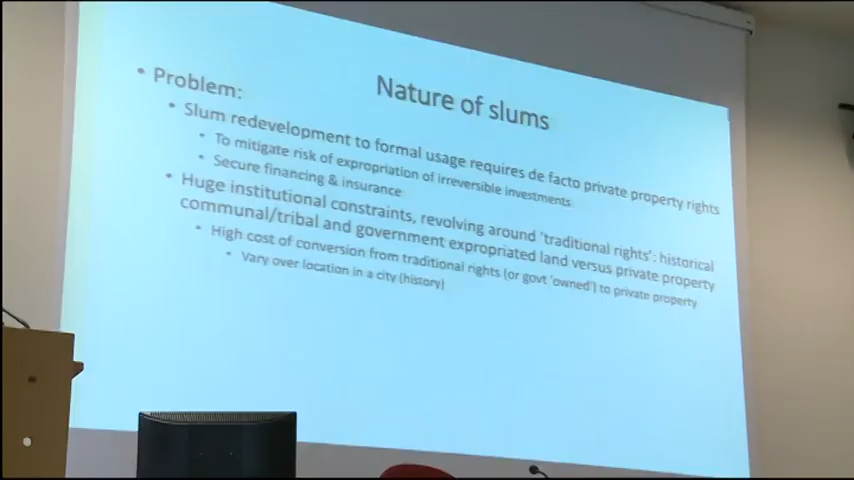 Nature of slums
• Problem:
• Slum redevelopment to formal usage requires de facto private property rights
• To mitigate risk of expropriation of irreversible investments
• Secure financing & insurance
• Huge institutional constraints, revolving around 'traditional rights': historical
communal/tribal and government expropriated land versus private property
• High cost of conversion from traditional rights (or govt 'owned') to private property
• Vary over location in a city (history)